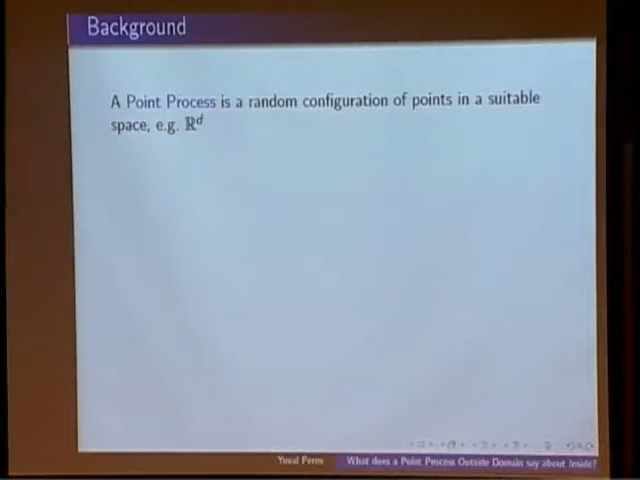 Background
A Point Process is a random configuration of points in a suitable
space, e.g. ℝᵈ
Yuval Peres
What does a Point Process Outside Domain say about Inside?